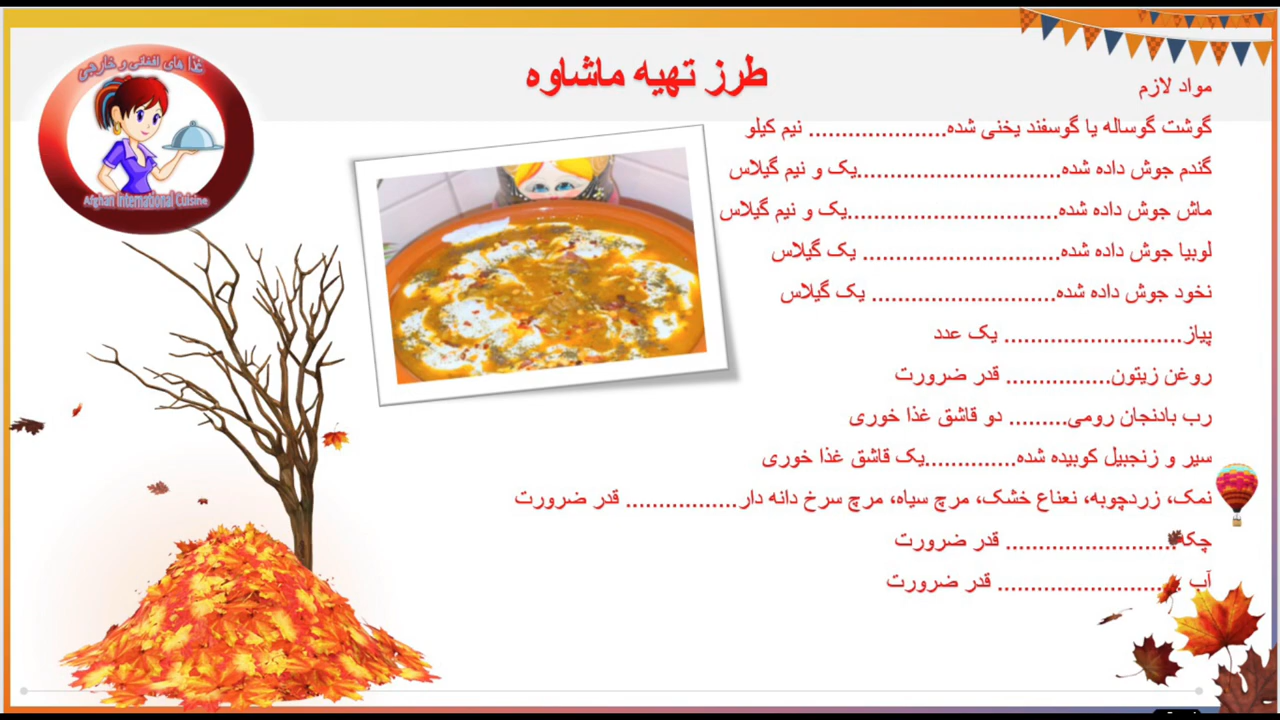 غذا های افغانی و خارجی
Afghan International Cuisine
طرز تهیه ماشاوه
مواد لازم
گوشت گوساله یا گوسفند یخنی شده..................... نیم کیلو
گندم جوش داده شده...............................یک و نیم گیلاس
ماش جوش داده شده................................یک و نیم گیلاس
لوبیا جوش داده شده.............................. یک گیلاس
نخود جوش داده شده............................ یک گیلاس
پیاز........................... یک عدد
روغن زیتون................ قدر ضرورت
رب بادنجان رومی......... دو قاشق غذا خوری
سیر و زنجبیل کوبیده شده..............یک قاشق غذا خوری
نمک، زردچوبه، نعناع خشک، مرچ سیاه، مرچ سرخ دانه دار................. قدر ضرورت
چکه.......................... قدر ضرورت
آب ............................ قدر ضرورت